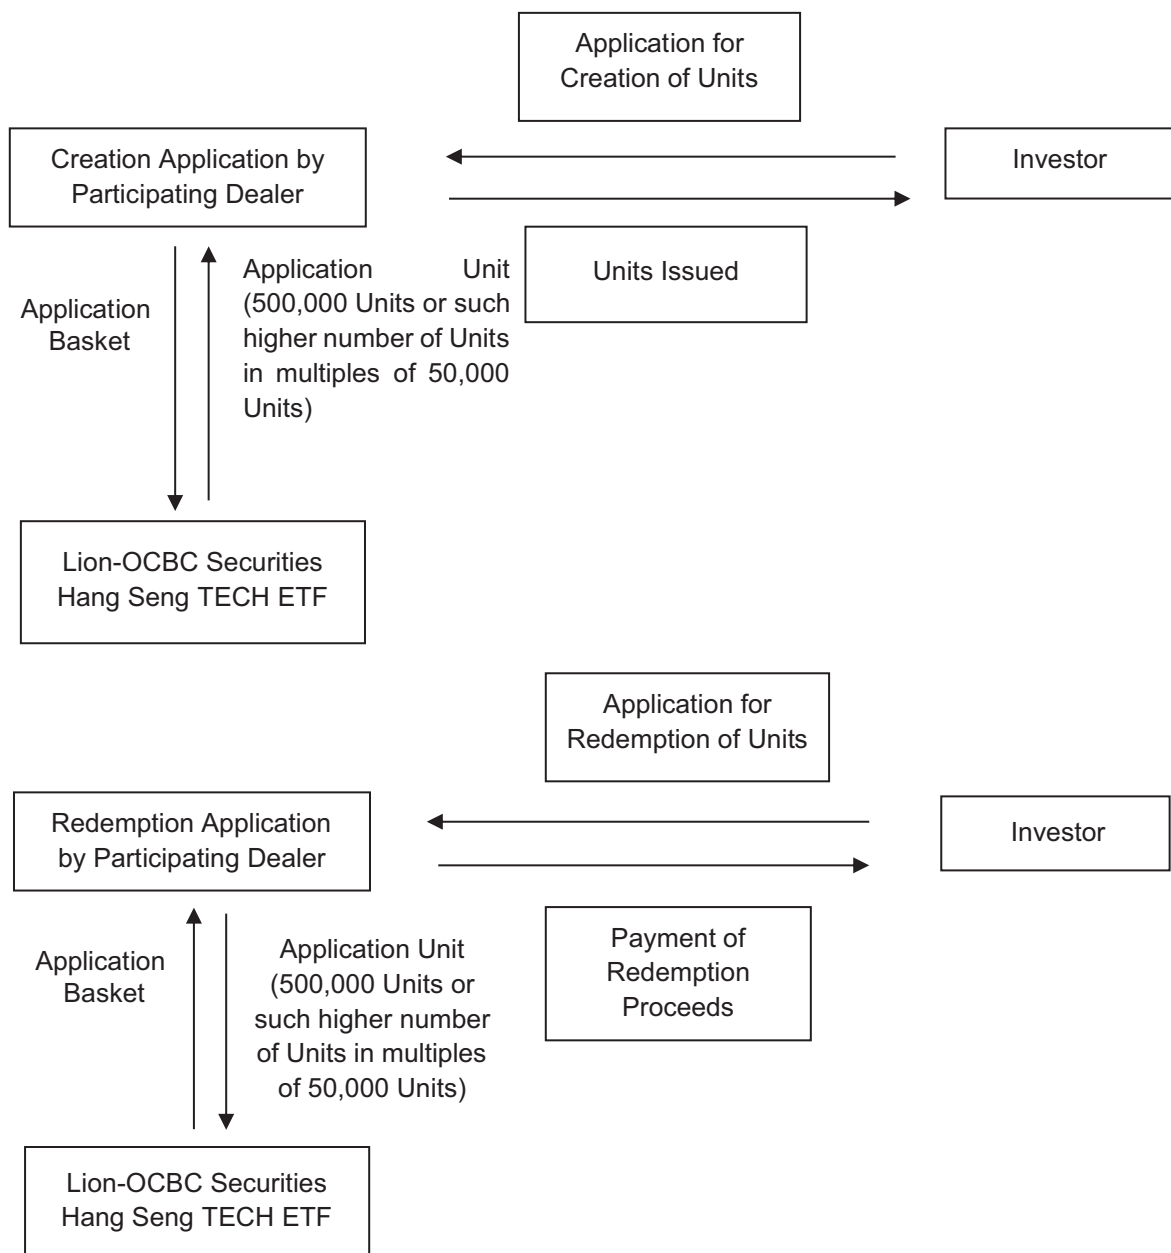 Application for
Creation of Units
Creation Application by
Participating Dealer
Investor
Units Issued
Application
Basket
Application Unit
(500,000 Units or such
higher number of Units
in multiples of 50,000
Units)
Lion-OCBC Securities
Hang Seng TECH ETF
Application for
Redemption of Units
Redemption Application
by Participating Dealer
Investor
Payment of
Redemption
Proceeds
Application
Basket
Application Unit
(500,000 Units or
such higher number
of Units in multiples
of 50,000 Units)
Lion-OCBC Securities
Hang Seng TECH ETF